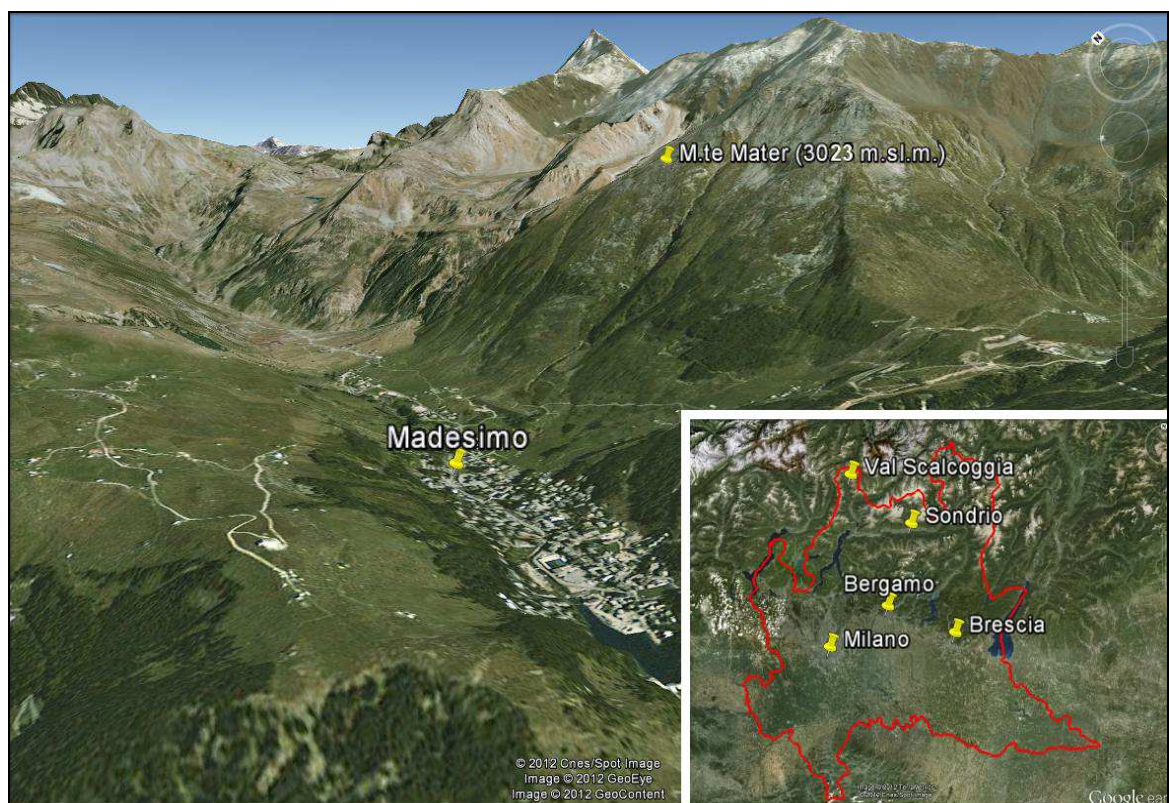 N
M.te Mater (3023 m.sl.m.)
Madesimo
© 2012 Cnes/Spot Image
Image © 2012 GeoEye
Image © 2012 GeoContent
Val Scalcoggia
Sondrio
Bergamo
Brescia
Milano
Google ear